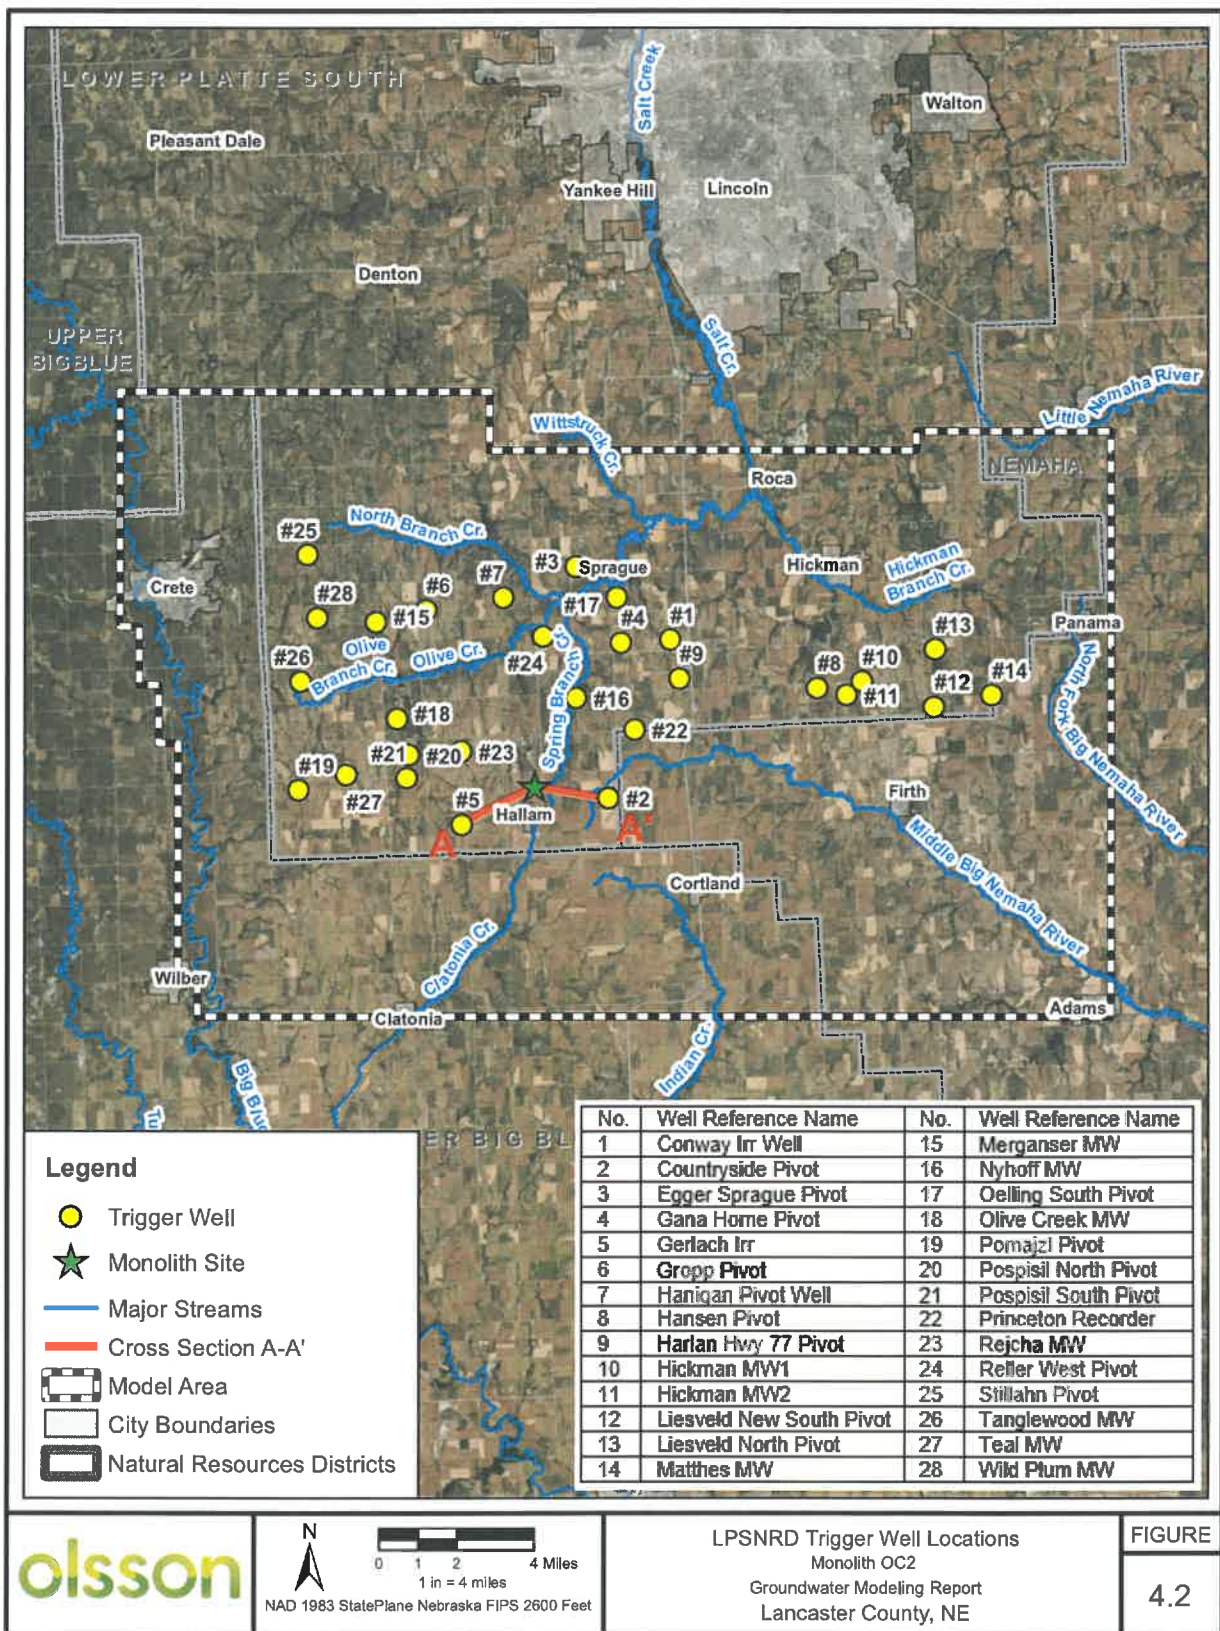 LOWER PLATTE SOUTH
Salt Creek
Walton
Pleasant Dale
Yankee Hill
Lincoln
Denton
UPPER
BIG BLUE
Salt Cr.
Little Nemaha River
Wittstruck Cr.
NEMAHA
Roca
North Branch Cr.
#25
#3
Sprague
Hickman
Hickman
Branch Cr.
Crete
#7
#6
#28
#15
#17
#4
#1
Panama
#13
Olive
Branch Cr.
Olive Cr.
#24
#26
#9
#8
#10
#11
#12
#14
Spring Branch Cr.
#16
#18
#22
North Fork Big Nemaha River
#21
#20
#23
#19
#27
#5
Hallam
#2
A
A'
Firth
Middle Big Nemaha River
Cortland
Clatonia Cr.
Wilber
Clatonia
Adams
Indian Cr.
Big Blue
Tu
ER BIG BL
No. Well Reference Name No. Well Reference Name
1 Conway Irr Well 15 Merganser MW
2 Countryside Pivot 16 Nyhoff MW
3 Egger Sprague Pivot 17 Oelling South Pivot
4 Gana Home Pivot 18 Olive Creek MW
5 Gerlach Irr 19 Pomajzl Pivot
6 Gropp Pivot 20 Pospisil North Pivot
7 Hanigan Pivot Well 21 Pospisil South Pivot
8 Hansen Pivot 22 Princeton Recorder
9 Harlan Hwy 77 Pivot 23 Rejcha MW
10 Hickman MW1 24 Reller West Pivot
11 Hickman MW2 25 Stillahn Pivot
12 Liesveld New South Pivot 26 Tanglewood MW
13 Liesveld North Pivot 27 Teal MW
14 Matthes MW 28 Wild Plum MW
Legend
Trigger Well
Monolith Site
Major Streams
Cross Section A-A'
Model Area
City Boundaries
Natural Resources Districts
olsson
N
0 1 2 4 Miles
1 in = 4 miles
NAD 1983 StatePlane Nebraska FIPS 2600 Feet
LPSNRD Trigger Well Locations
Monolith OC2
Groundwater Modeling Report
Lancaster County, NE
FIGURE
4.2